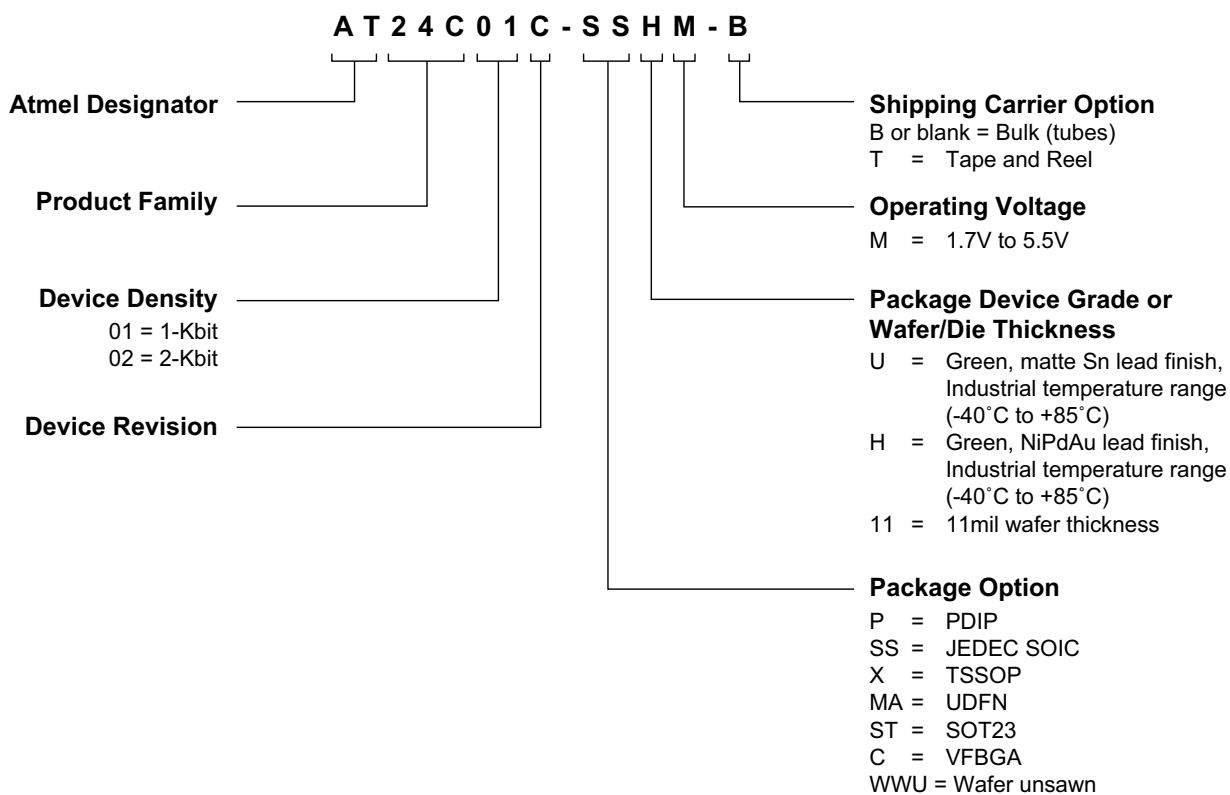 AT24C01C-SSHM-B
Atmel Designator
Product Family
Device Density
01 = 1-Kbit
02 = 2-Kbit
Device Revision
Shipping Carrier Option
B or blank = Bulk (tubes)
T = Tape and Reel
Operating Voltage
M = 1.7V to 5.5V
Package Device Grade or
Wafer/Die Thickness
U = Green, matte Sn lead finish,
Industrial temperature range
(-40˚C to +85˚C)
H = Green, NiPdAu lead finish,
Industrial temperature range
(-40˚C to +85˚C)
11 = 11mil wafer thickness
Package Option
P = PDIP
SS = JEDEC SOIC
X = TSSOP
MA = UDFN
ST = SOT23
C = VFBGA
WWU = Wafer unsawn